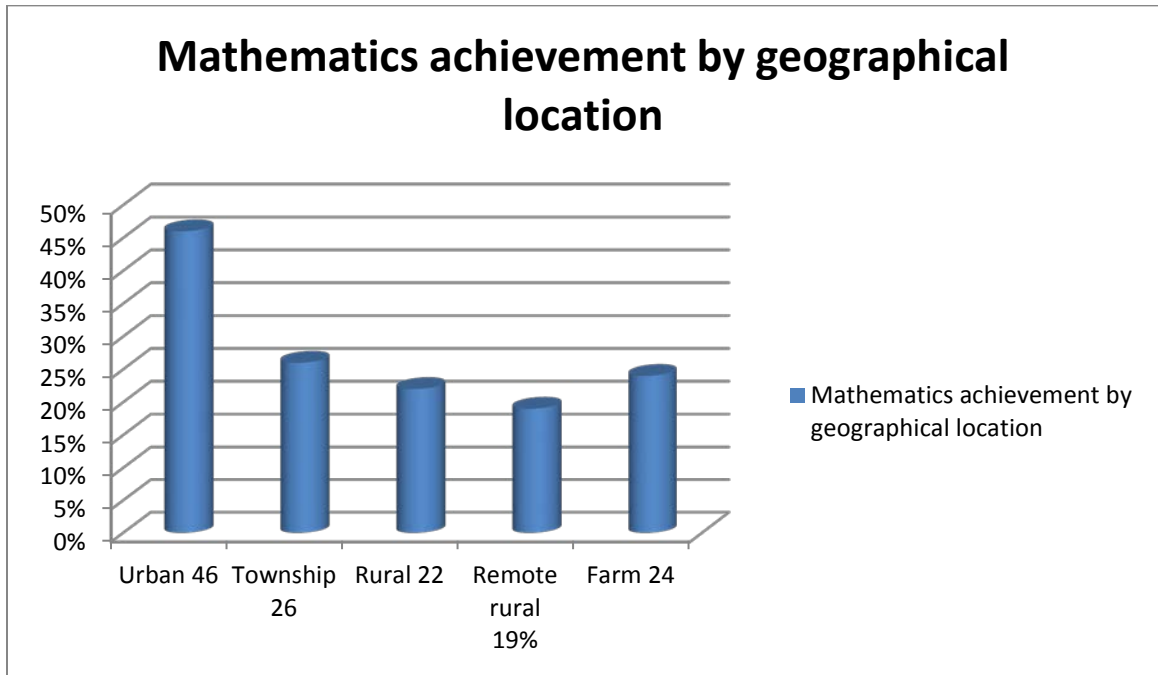 Mathematics achievement by geographical
location
50%
45%
40%
35%
30%
25%
20%
15%
10%
5%
0%
Urban 46
Township
26
Rural 22
Remote
rural
19%
Farm 24
Mathematics achievement by
geographical location